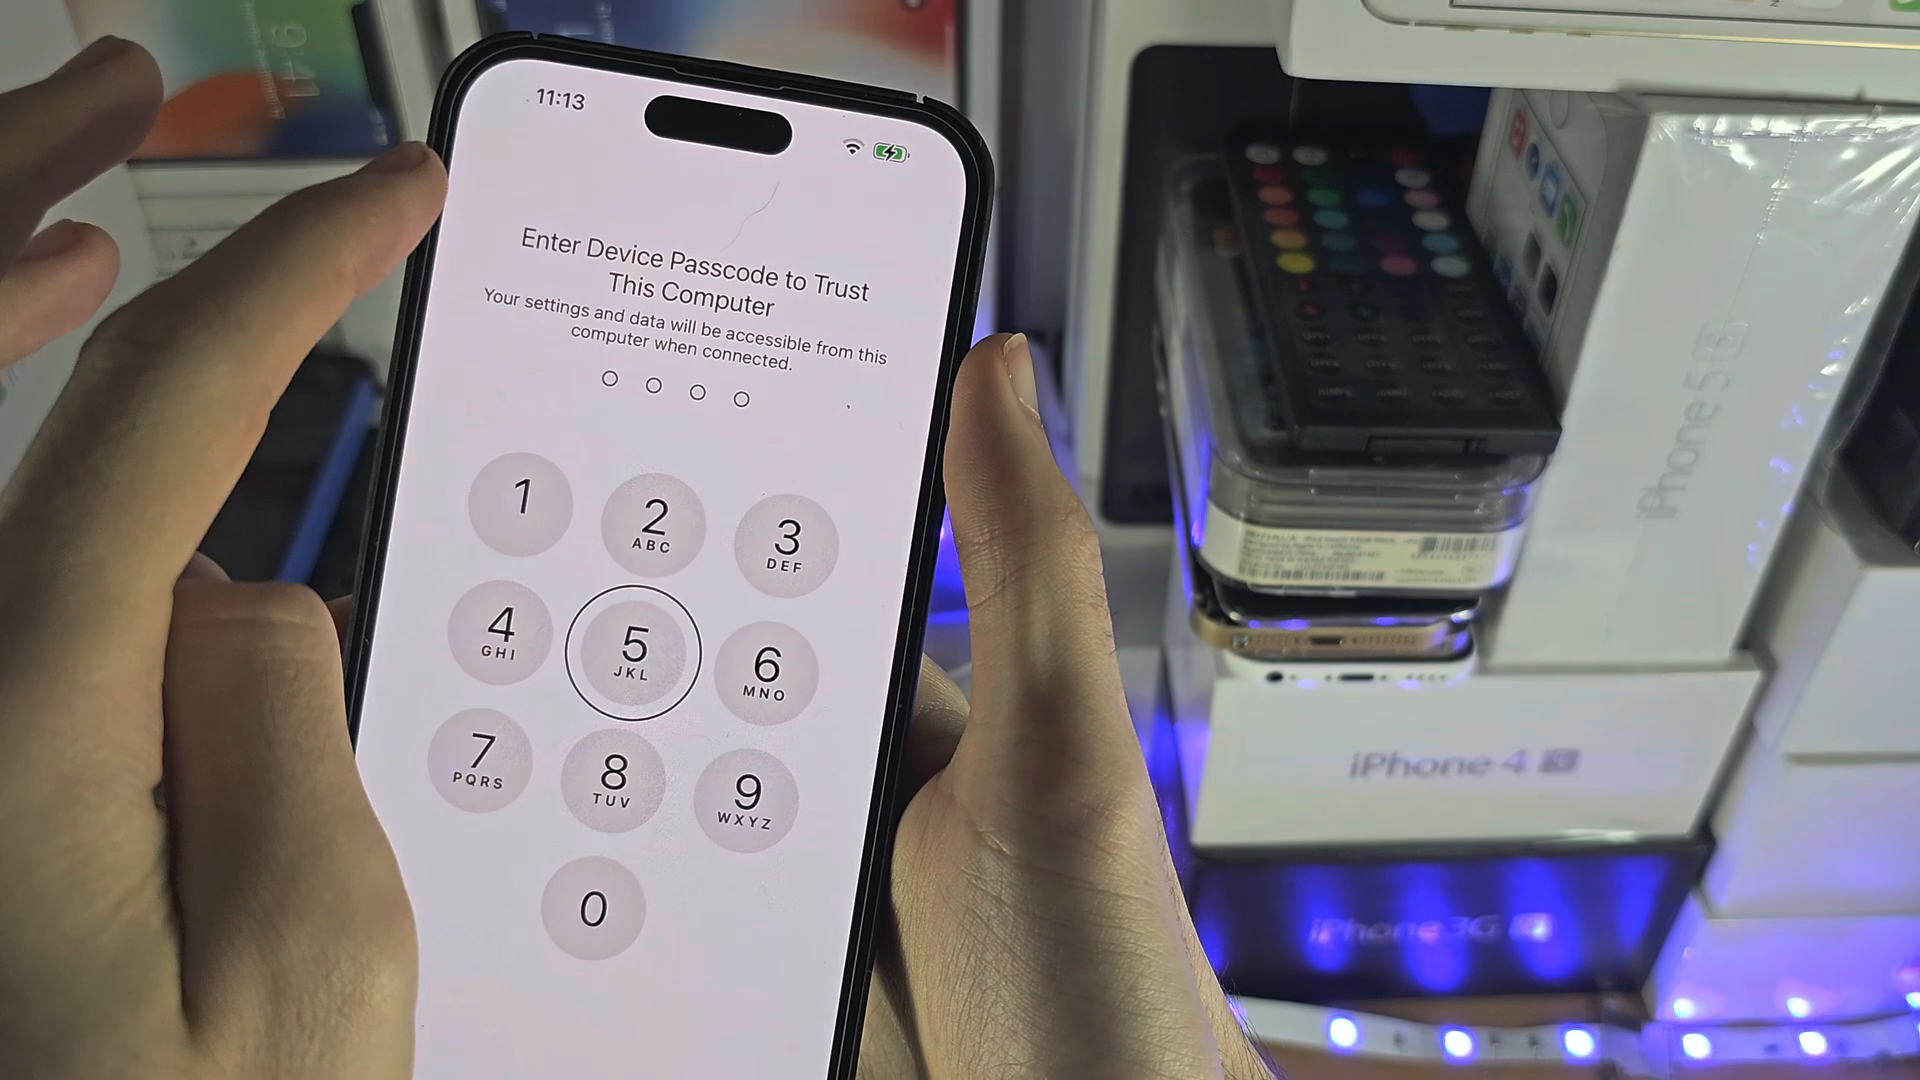 11:13
Enter Device Passcode to Trust
This Computer
Your settings and data will be accessible from this
computer when connected.
1
2
ABC
3
DEF
4
GHI
5
JKL
6
MNO
7
PQRS
8
TUV
9
WXYZ
0
9:41
iPhone 5 S
iPhone 4 S
iPhone 3G S